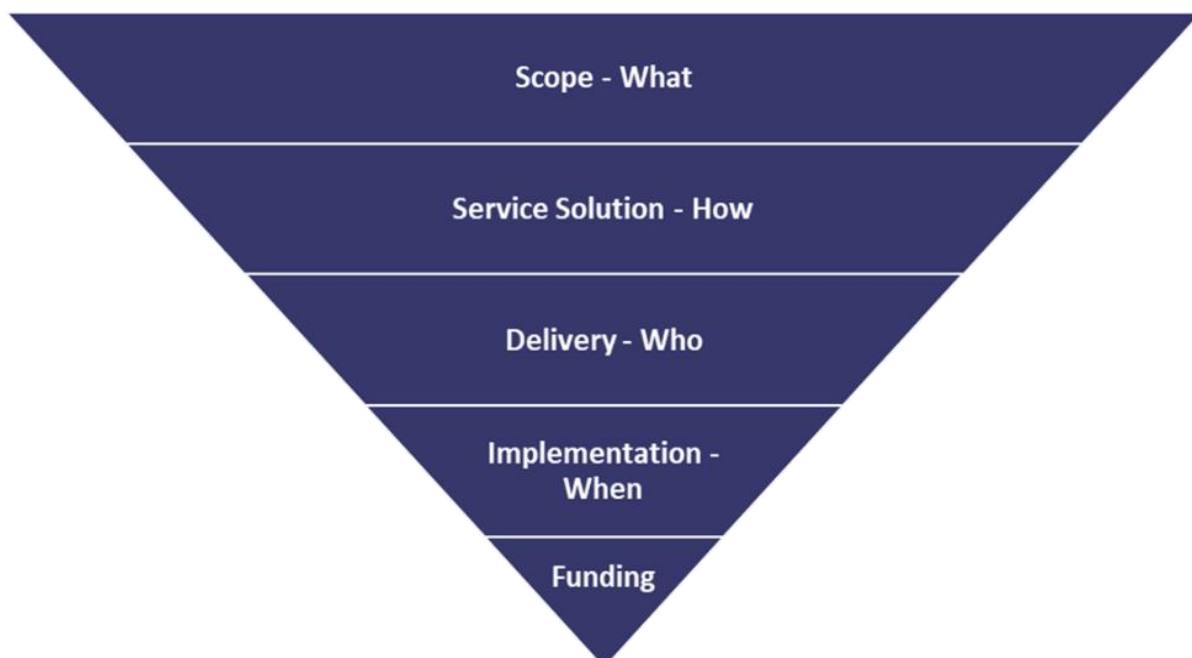 Scope - What
Service Solution - How
Delivery - Who
Implementation -
When
Funding